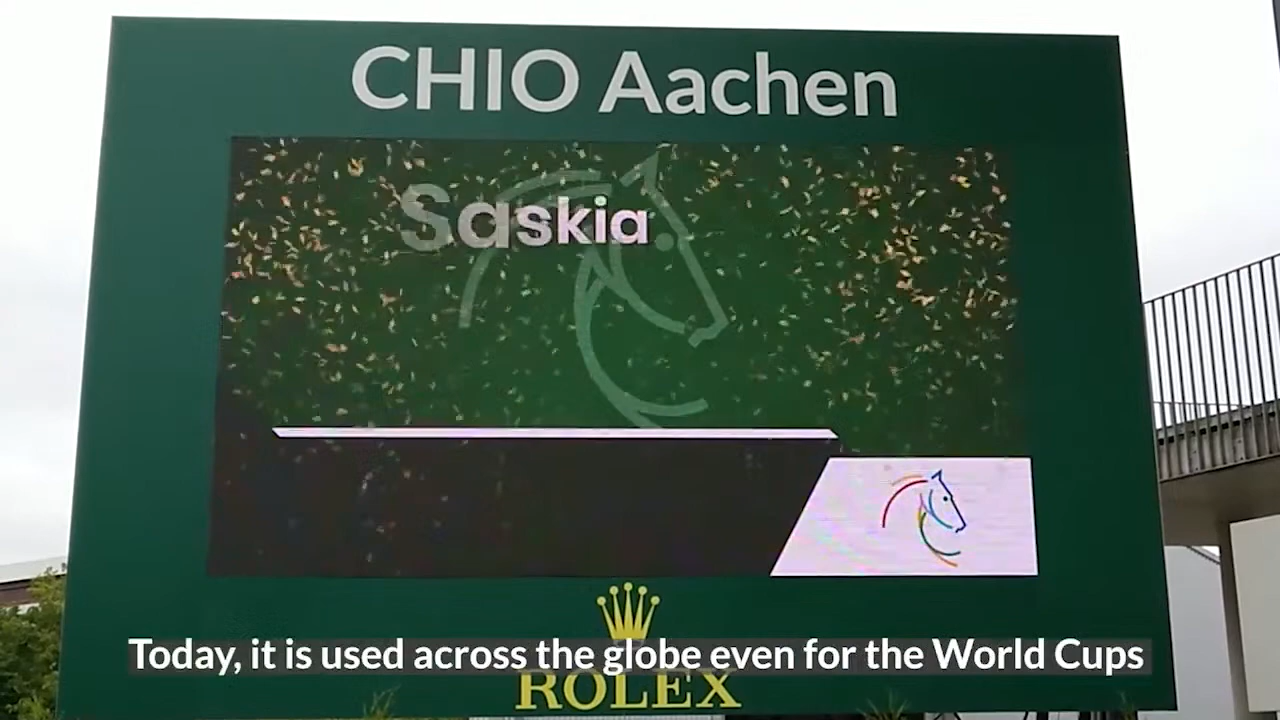 CHIO Aachen
Saskia
Today, it is used across the globe even for the World Cups
ROLEX